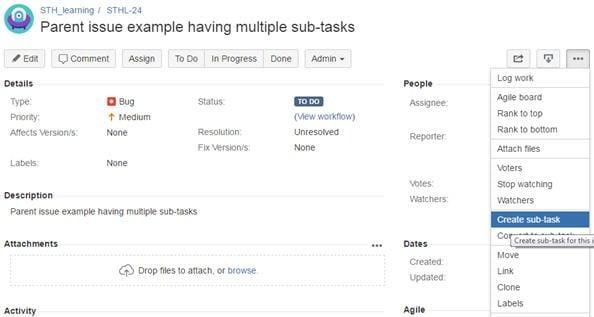 STH_learning / STHL-24
Parent issue example having multiple sub-tasks
Edit Comment Assign To Do In Progress Done Admin
Details
Type: Bug
Priority: Medium
Affects Version/s: None
Labels: None
Status: TO DO
(View workflow)
Resolution: Unresolved
Fix Version/s: None
Description
Parent issue example having multiple sub-tasks
Attachments
Drop files to attach, or browse.
Activity
People
Assignee:
Reporter:
Votes:
Watchers:
Dates
Created:
Updated:
Agile
Log work
Agile board
Rank to top
Rank to bottom
Attach files
Voters
Stop watching
Watchers
Create sub-task
Create sub-task for this i
Move
Link
Clone
Labels